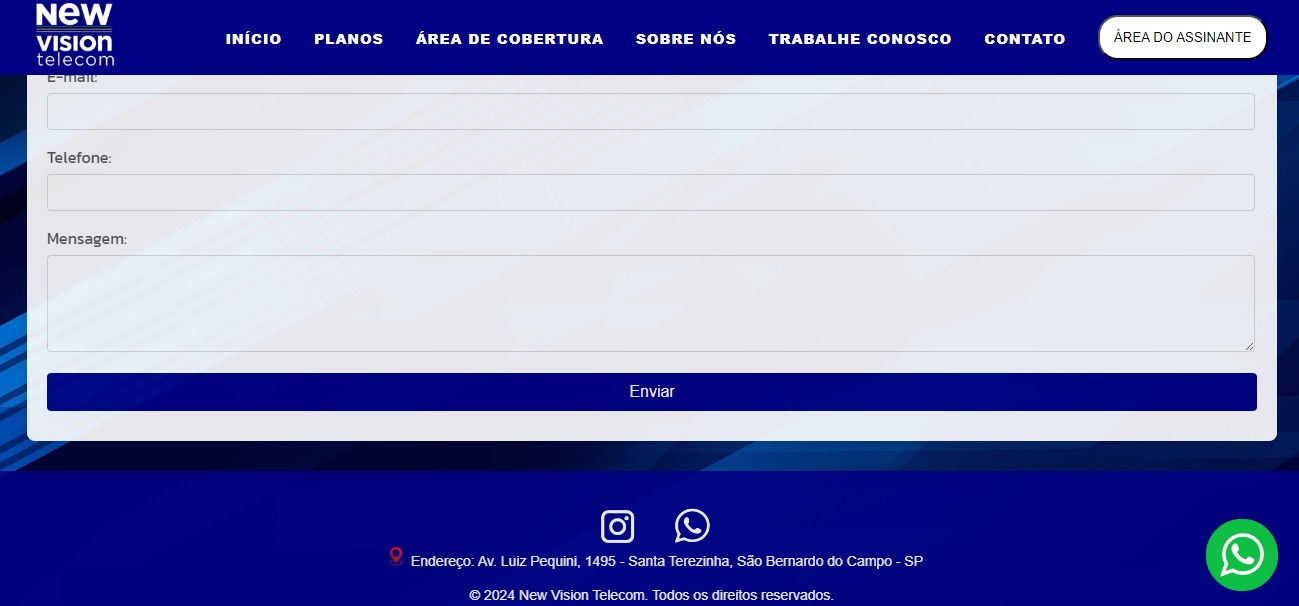 New
vision
telecom
INÍCIO PLANOS ÁREA DE COBERTURA SOBRE NÓS TRABALHE CONOSCO CONTATO ÁREA DO ASSINANTE
E-mail:
Telefone:
Mensagem:
Enviar
Endereço: Av. Luiz Pequini, 1495 - Santa Terezinha, São Bernardo do Campo - SP
© 2024 New Vision Telecom. Todos os direitos reservados.